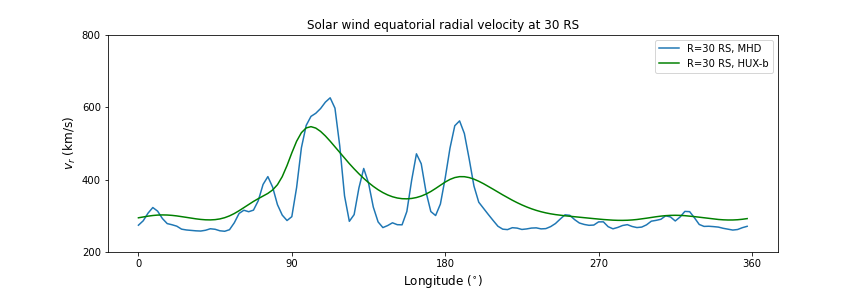 Solar wind equatorial radial velocity at 30 RS
800
600
400
200
v_r (km/s)
R=30 RS, MHD
R=30 RS, HUX-b
0 90 180 270 360
Longitude (°)